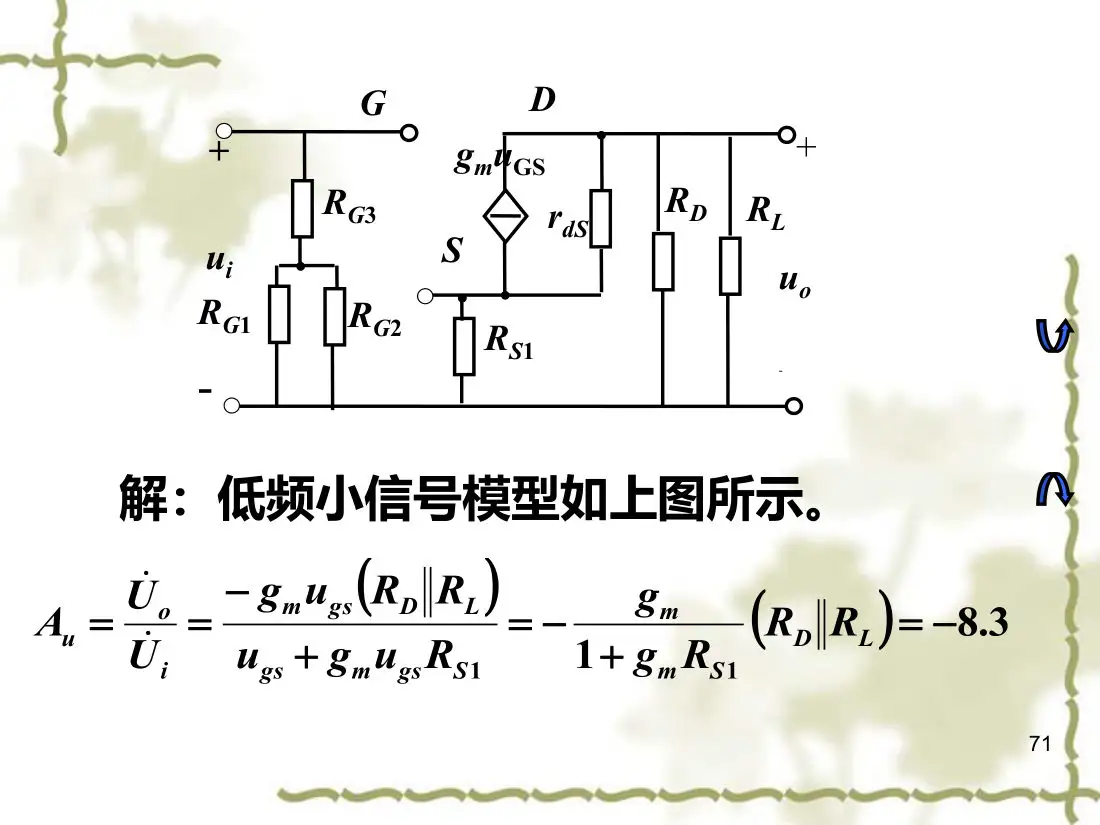 G
D
+
g_m u_GS
+
R_G3
r_dS
R_D
R_L
u_i
S
u_o
R_G1
R_G2
R_S1
-
-
解：低频小信号模型如上图所示。
A_u = U̇_o / U̇_i = −g_m u_gs (R_D ‖ R_L) / (u_gs + g_m u_gs R_S1) = − g_m / (1 + g_m R_S1) (R_D ‖ R_L) = −8.3
71